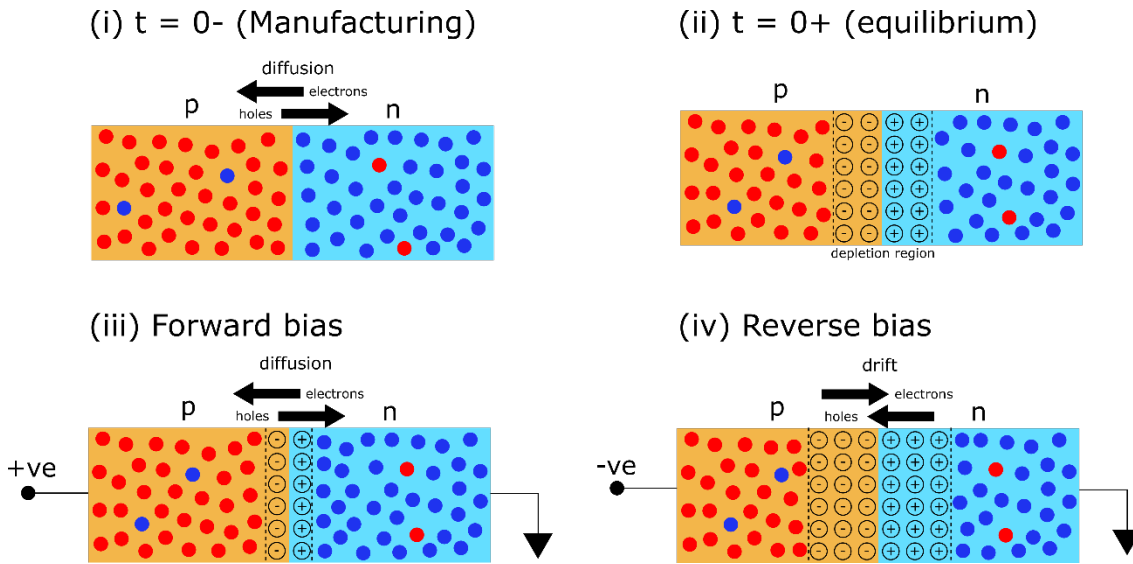 (i) t = 0- (Manufacturing)
diffusion
electrons
p
holes
n
(ii) t = 0+ (equilibrium)
p
n
- - + +
- - + +
- - + +
- - + +
- - + +
- - + +
depletion region
(iii) Forward bias
diffusion
electrons
p
holes
n
+ve
- +
- +
- +
- +
- +
- +
(iv) Reverse bias
drift
electrons
p
holes
n
-ve
- - - + + +
- - - + + +
- - - + + +
- - - + + +
- - - + + +
- - - + + +